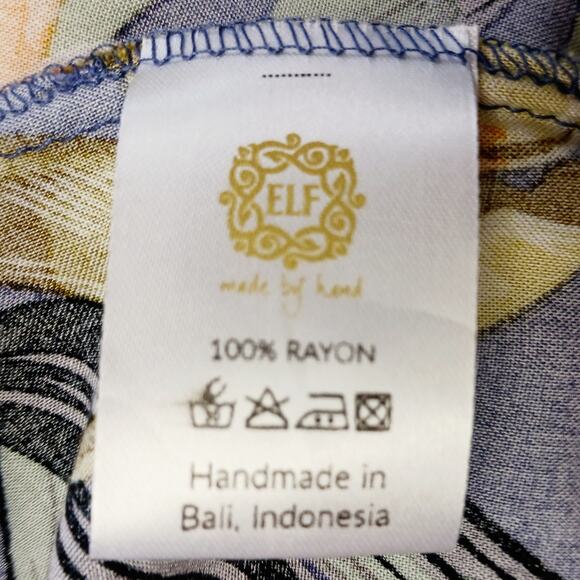 ELF
made by hand
100% RAYON
Handmade in
Bali, Indonesia